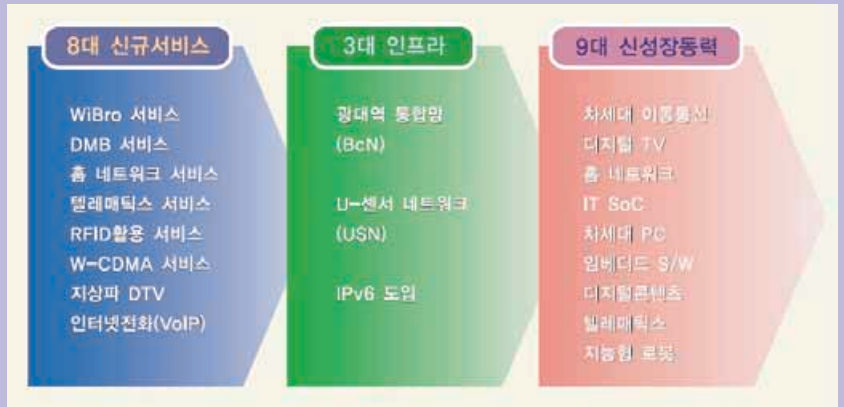 8대 신규서비스
WiBro 서비스
DMB 서비스
홈 네트워크 서비스
텔레매틱스 서비스
RFID활용 서비스
W-CDMA 서비스
지상파 DTV
인터넷전화(VoIP)
3대 인프라
광대역 통합망
(BcN)
U-센서 네트워크
(USN)
IPv6 도입
9대 신성장동력
차세대 이동통신
디지털 TV
홈 네트워크
IT SoC
차세대 PC
임베디드 S/W
디지털콘텐츠
텔레매틱스
지능형 로봇